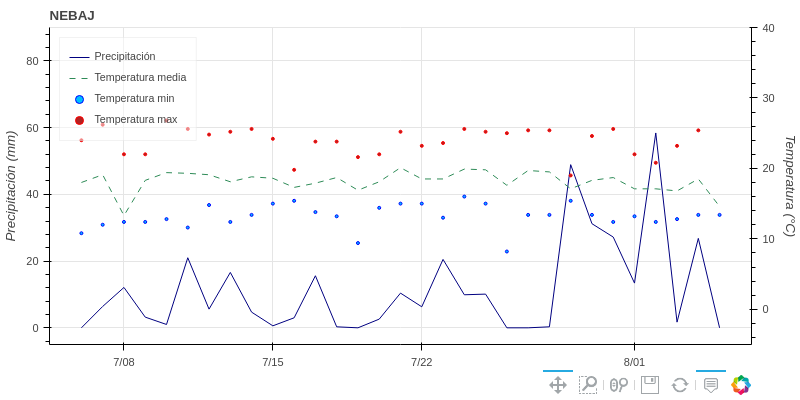 NEBAJ
Precipitación
Temperatura media
Temperatura min
Temperatura max
Precipitación (mm)
80
60
40
20
0
Temperatura (°C)
40
30
20
10
0
7/08
7/15
7/22
8/01